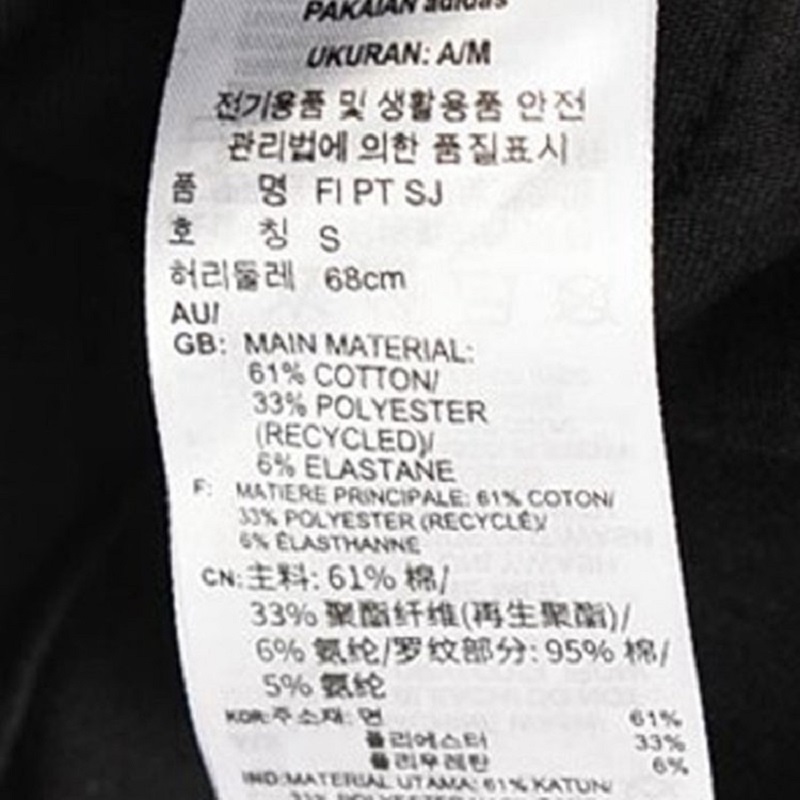 PAKAIAN adidas
UKURAN: A/M
전기용품 및 생활용품 안전
관리법에 의한 품질표시
품 명 FI PT SJ
호 칭 S
허리둘레 68cm
AU/
GB: MAIN MATERIAL:
61% COTTON/
33% POLYESTER
(RECYCLED)/
6% ELASTANE
F: MATIERE PRINCIPALE: 61% COTON/
33% POLYESTER (RECYCLÉ)/
6% ÉLASTHANNE
CN: 主料: 61% 棉/
33% 聚酯纤维(再生聚酯)/
6% 氨纶/罗纹部分: 95% 棉/
5% 氨纶
KOR: 주소재: 면 61%
폴리에스터 33%
폴리우레탄 6%
IND: MATERIAL UTAMA: 61% KATUN/